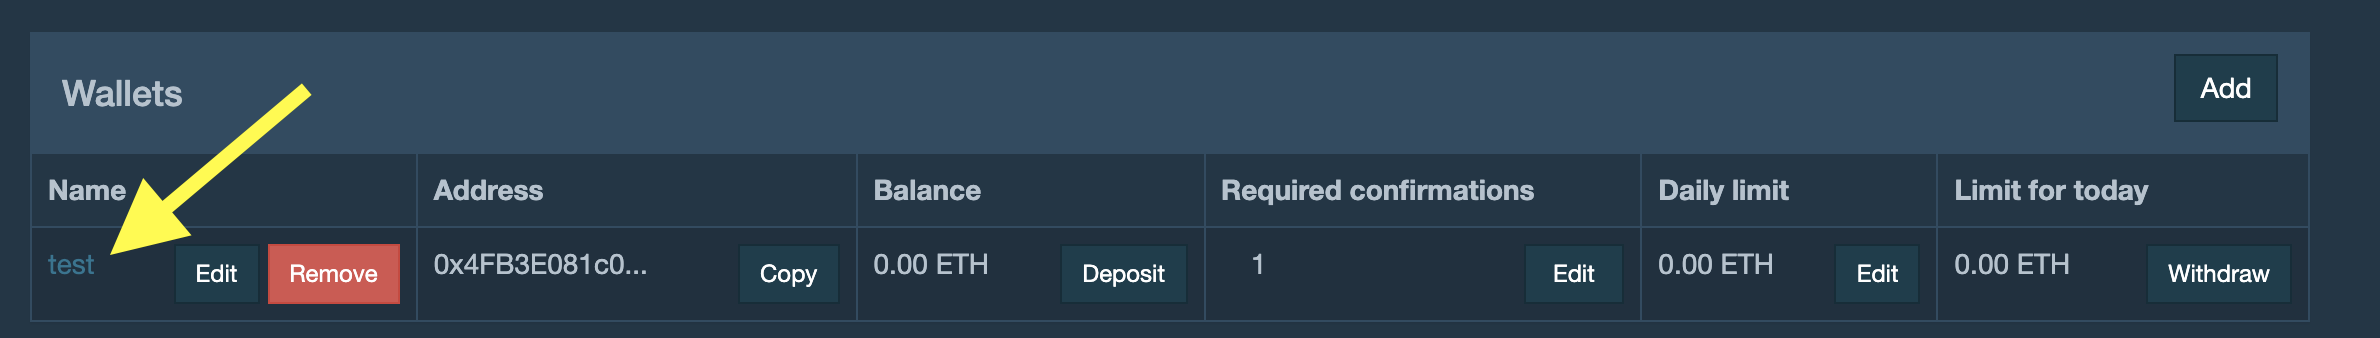 Wallets
Add
Name Address Balance Required confirmations Daily limit Limit for today
test Edit Remove 0x4FB3E081c0... Copy 0.00 ETH Deposit 1 Edit 0.00 ETH Edit 0.00 ETH Withdraw